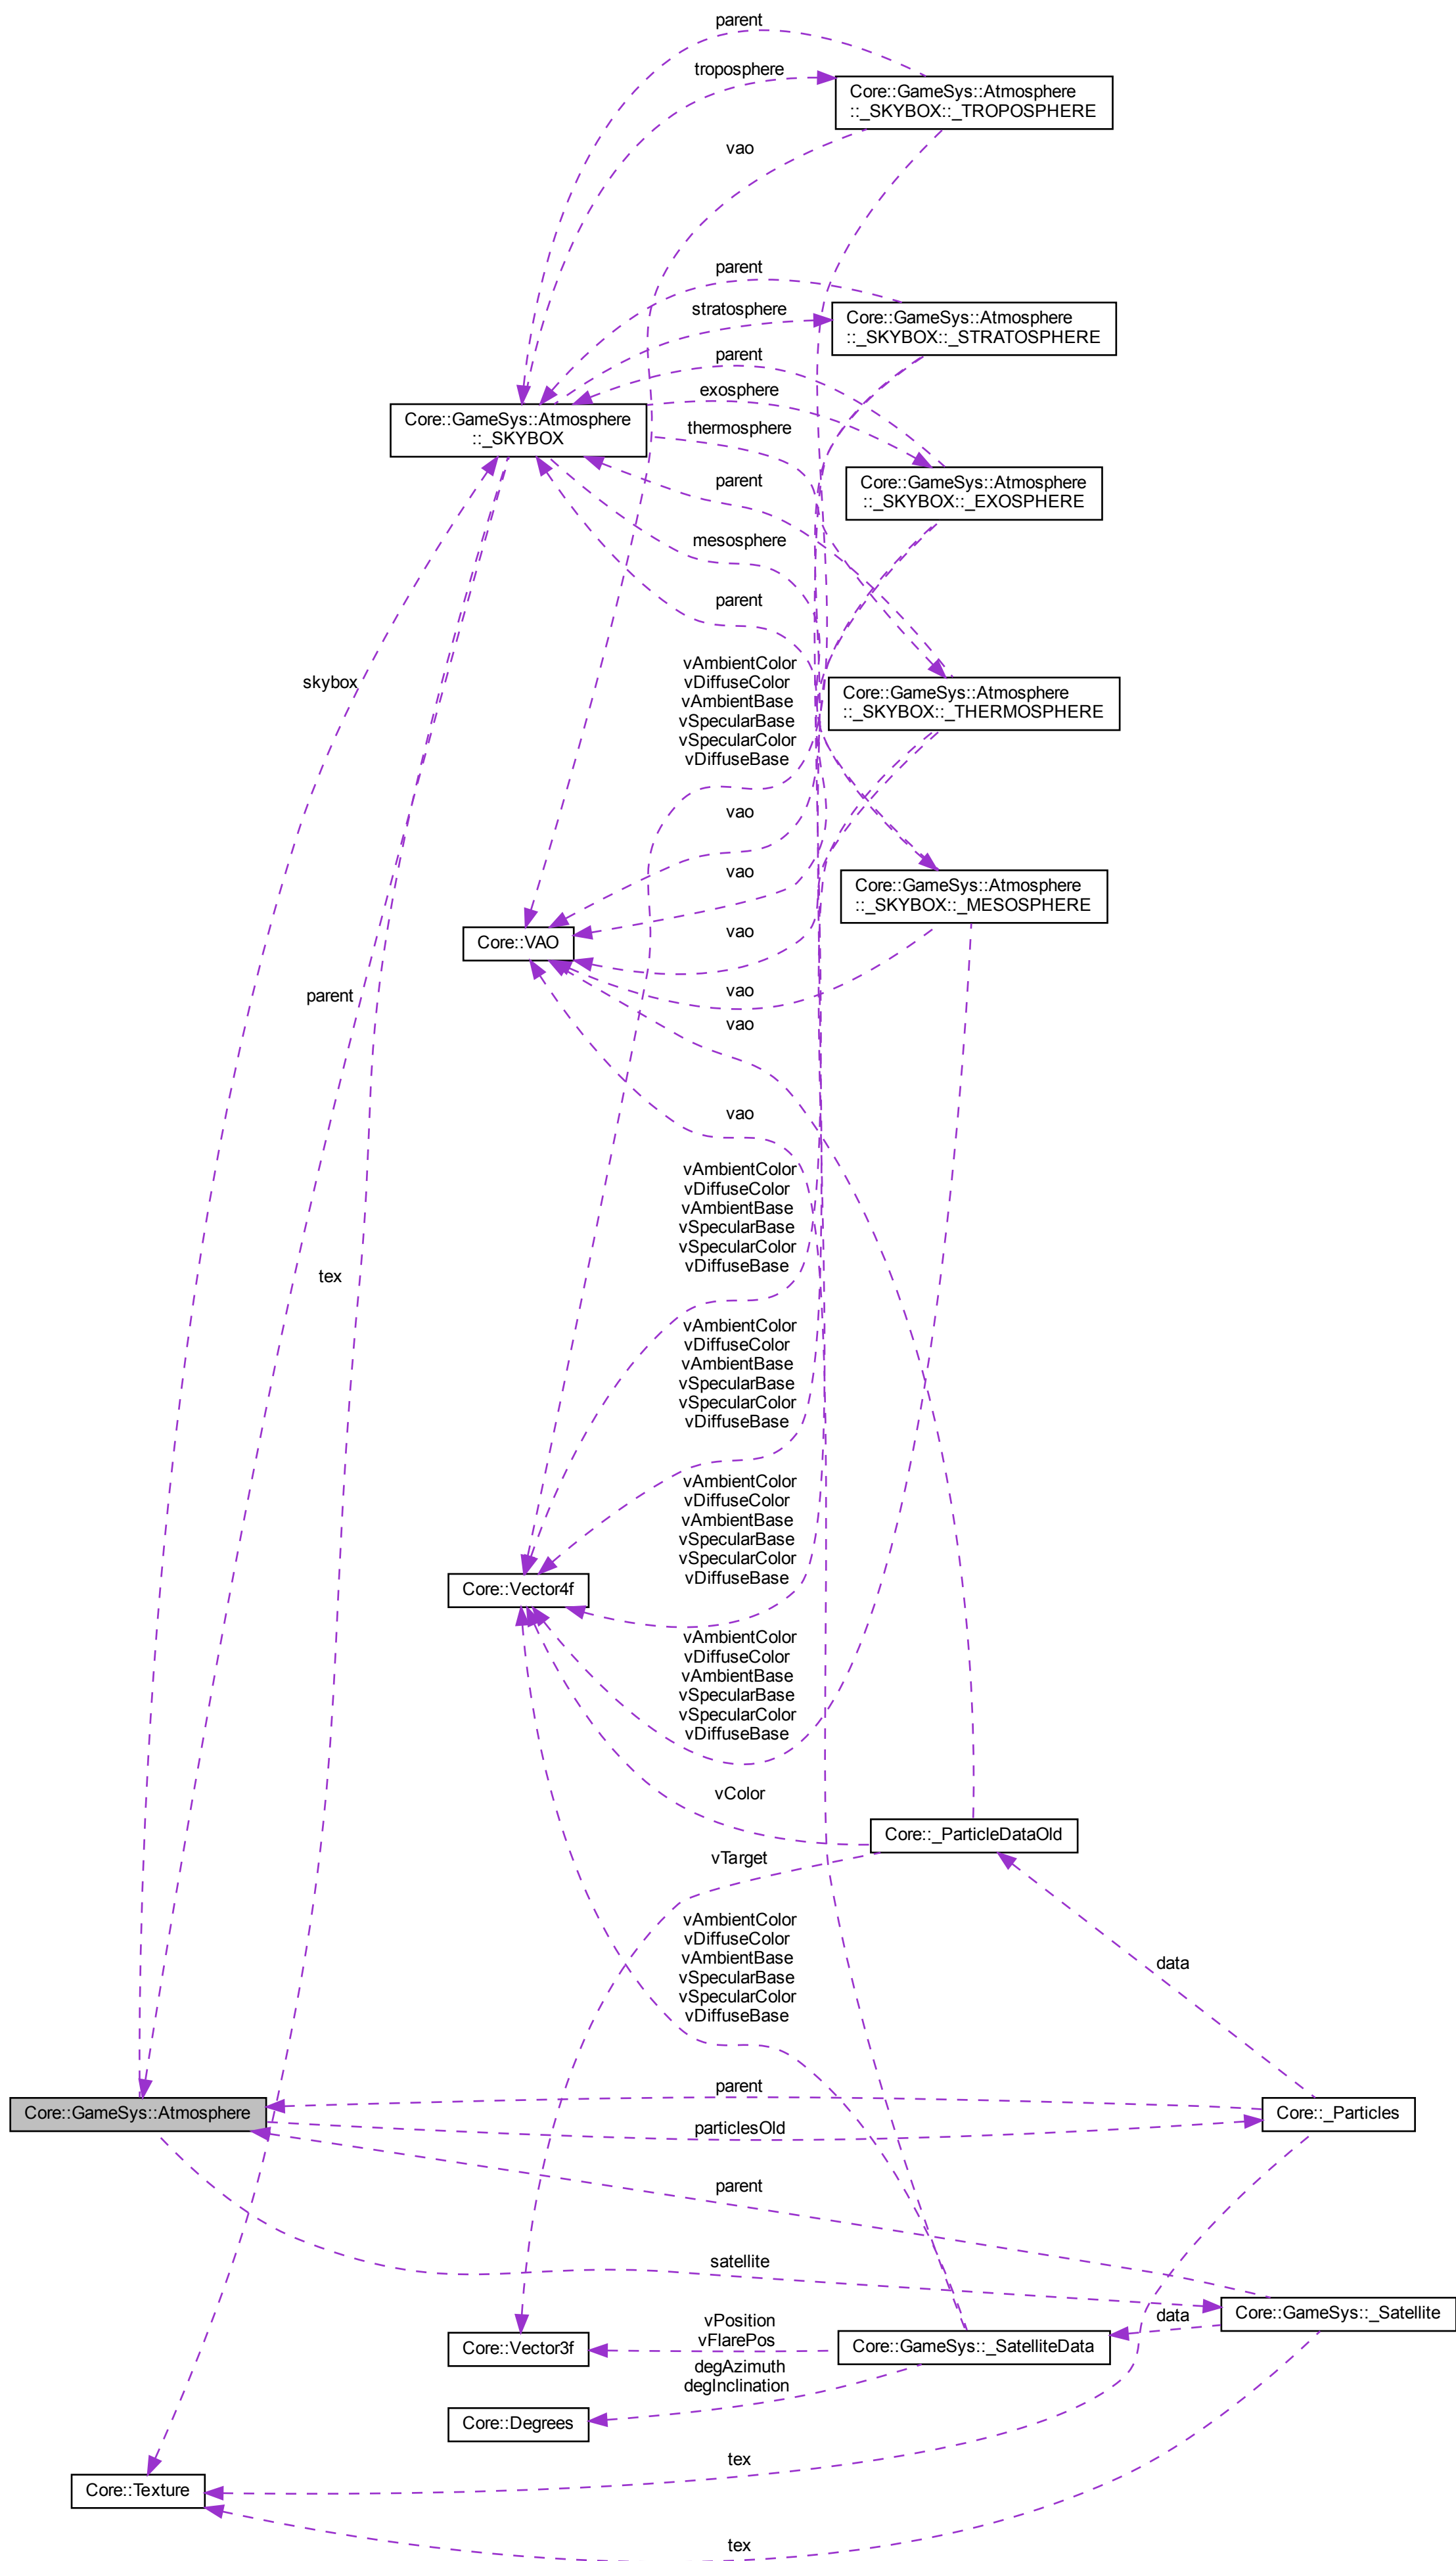 parent
troposphere
Core::GameSys::Atmosphere
::_SKYBOX::_TROPOSPHERE
vao
parent
stratosphere
Core::GameSys::Atmosphere
::_SKYBOX::_STRATOSPHERE
parent
exosphere
Core::GameSys::Atmosphere
::_SKYBOX
thermosphere
parent
Core::GameSys::Atmosphere
::_SKYBOX::_EXOSPHERE
mesosphere
parent
skybox
vAmbientColor
vDiffuseColor
vAmbientBase
vSpecularBase
vSpecularColor
vDiffuseBase
Core::GameSys::Atmosphere
::_SKYBOX::_THERMOSPHERE
vao
vao
Core::GameSys::Atmosphere
::_SKYBOX::_MESOSPHERE
vao
Core::VAO
vao
parent
vao
vao
vAmbientColor
vDiffuseColor
vAmbientBase
vSpecularBase
vSpecularColor
vDiffuseBase
tex
vAmbientColor
vDiffuseColor
vAmbientBase
vSpecularBase
vSpecularColor
vDiffuseBase
vAmbientColor
vDiffuseColor
vAmbientBase
vSpecularBase
vSpecularColor
vDiffuseBase
Core::Vector4f
vAmbientColor
vDiffuseColor
vAmbientBase
vSpecularBase
vSpecularColor
vDiffuseBase
vColor
Core::_ParticleDataOld
vTarget
vAmbientColor
vDiffuseColor
vAmbientBase
vSpecularBase
vSpecularColor
vDiffuseBase
data
parent
Core::GameSys::Atmosphere
Core::_Particles
particlesOld
parent
satellite
Core::GameSys::_Satellite
data
vPosition
vFlarePos
Core::Vector3f
Core::GameSys::_SatelliteData
degAzimuth
degInclination
Core::Degrees
tex
Core::Texture
tex